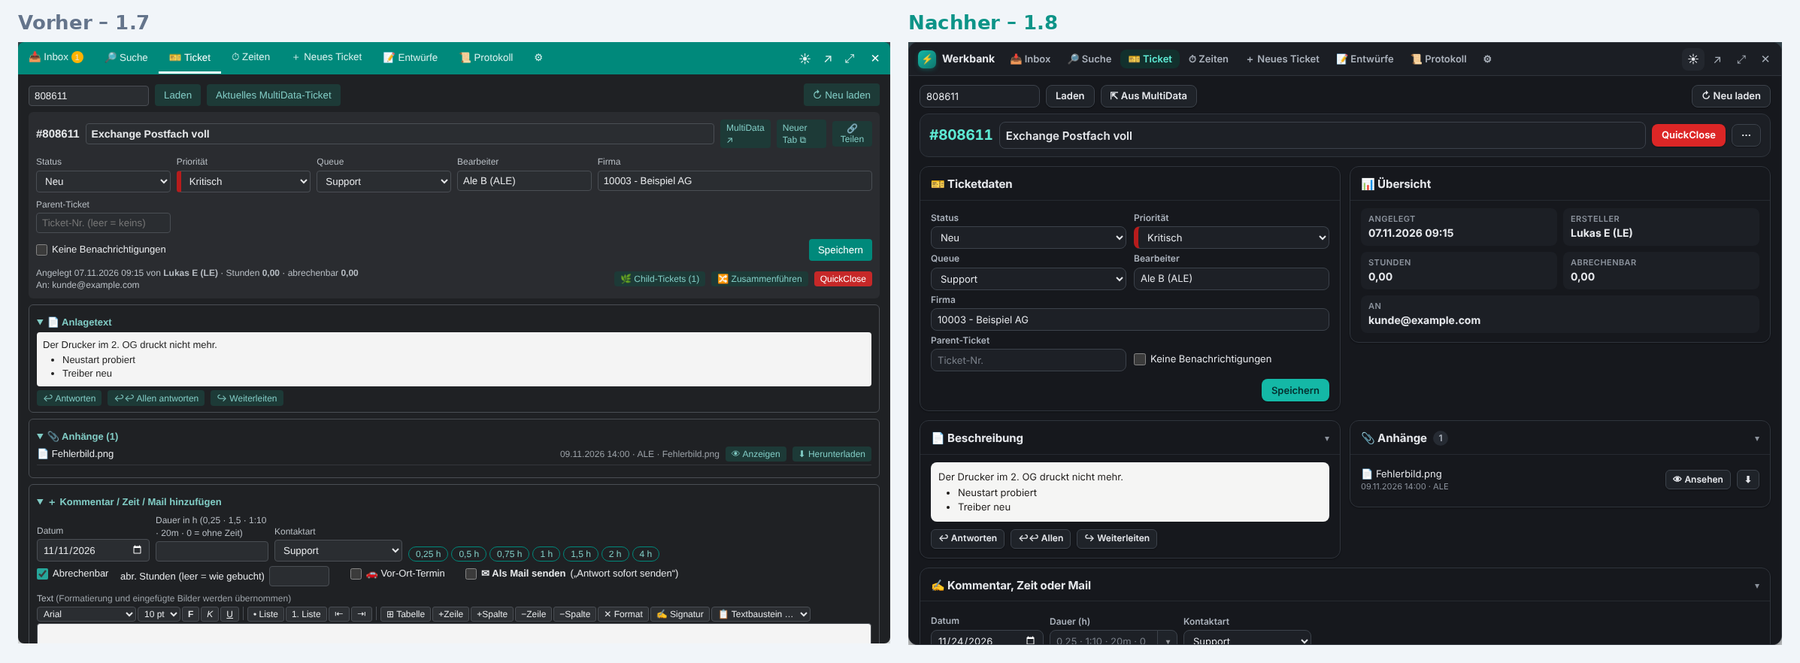 Vorher – 1.7
📥 Inbox 1 🔎 Suche 🎫 Ticket ⏱ Zeiten + Neues Ticket 📝 Entwürfe 📜 Protokoll ⚙ ☀ ↗ ⤢ ✕
808611 Laden Aktuelles MultiData-Ticket ↻ Neu laden
#808611 Exchange Postfach voll MultiData ↗ Neuer Tab ⧉ 🔗 Teilen
Status Priorität Queue Bearbeiter Firma
Neu Kritisch Support Ale B (ALE) 10003 - Beispiel AG
Parent-Ticket
Ticket-Nr. (leer = keins)
Keine Benachrichtigungen Speichern
Angelegt 07.11.2026 09:15 von Lukas E (LE) · Stunden 0,00 · abrechenbar 0,00
An: kunde@example.com
🌿 Child-Tickets (1) 🔀 Zusammenführen QuickClose
▼ 📄 Anlagetext
Der Drucker im 2. OG druckt nicht mehr.
• Neustart probiert
• Treiber neu
↩ Antworten ↩↩ Allen antworten ↪ Weiterleiten
▼ 📎 Anhänge (1)
📄 Fehlerbild.png 09.11.2026 14:00 · ALE · Fehlerbild.png 👁 Anzeigen ⬇ Herunterladen
▼ + Kommentar / Zeit / Mail hinzufügen
Datum Dauer in h (0,25 · 1,5 · 1:10 · 20m · 0 = ohne Zeit) Kontaktart
11/11/2026 Support 0,25 h 0,5 h 0,75 h 1 h 1,5 h 2 h 4 h
Abrechenbar abr. Stunden (leer = wie gebucht) 🚗 Vor-Ort-Termin ✉ Als Mail senden („Antwort sofort senden“)
Text (Formatierung und eingefügte Bilder werden übernommen)
Arial 10 pt F K U • Liste 1. Liste ⇤ ⇥ ⊞ Tabelle +Zeile +Spalte −Zeile −Spalte ✕ Format ✍ Signatur 📋 Textbaustein …
Nachher – 1.8
⚡ Werkbank 📥 Inbox 🔎 Suche 🎫 Ticket ⏱ Zeiten + Neues Ticket 📝 Entwürfe 📜 Protokoll ⚙ ☀ ↗ ⤢ ✕
808611 Laden ⇱ Aus MultiData ↻ Neu laden
#808611 Exchange Postfach voll QuickClose ···
🎫 Ticketdaten
Status Priorität
Neu Kritisch
Queue Bearbeiter
Support Ale B (ALE)
Firma
10003 - Beispiel AG
Parent-Ticket
Ticket-Nr. Keine Benachrichtigungen
Speichern
📊 Übersicht
ANGELEGT ERSTELLER
07.11.2026 09:15 Lukas E (LE)
STUNDEN ABRECHENBAR
0,00 0,00
AN
kunde@example.com
📄 Beschreibung ▾
Der Drucker im 2. OG druckt nicht mehr.
• Neustart probiert
• Treiber neu
↩ Antworten ↩↩ Allen ↪ Weiterleiten
📎 Anhänge 1 ▾
📄 Fehlerbild.png
09.11.2026 14:00 · ALE
👁 Ansehen ⬇
✍ Kommentar, Zeit oder Mail ▾
Datum Dauer (h) Kontaktart
11/24/2026 0,25 · 1:10 · 20m · 0 ▾ Support